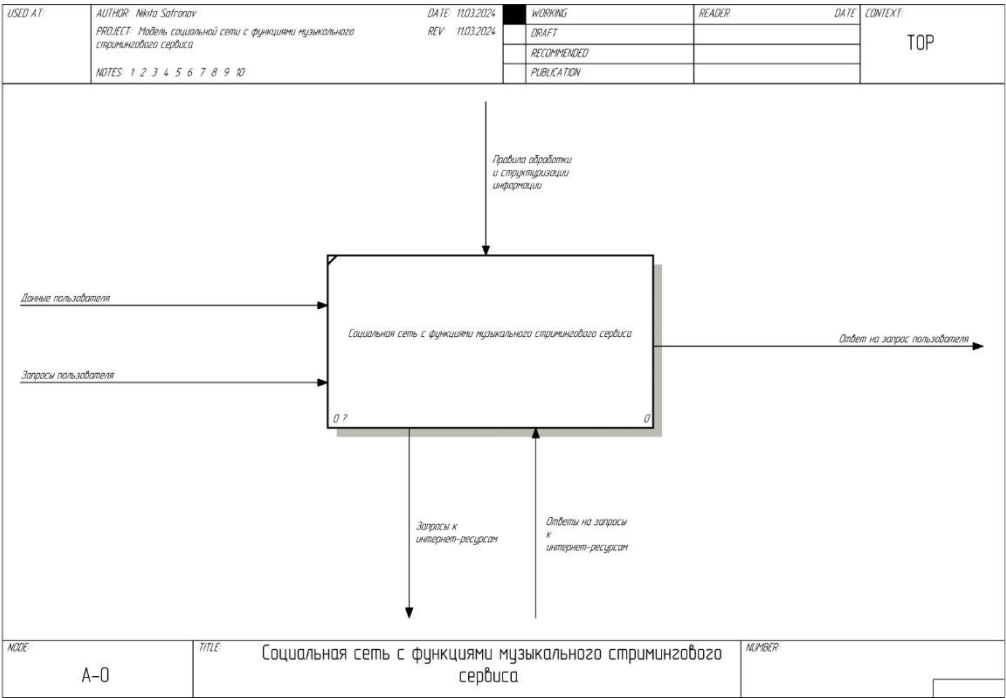 USED AT:
AUTHOR: Nikita Safronov
DATE: 11.03.2024
PROJECT: Модель социальной сети с функциями музыкального
стримингового сервиса
REV: 11.03.2024
NOTES: 1 2 3 4 5 6 7 8 9 10
WORKING
DRAFT
RECOMMENDED
PUBLICATION
READER
DATE
CONTEXT:
TOP
Правила обработки
и структуризации
информации
Данные пользователя
Запросы пользователя
Социальная сеть с функциями музыкального стримингового сервиса
0 ?
0
Ответ на запрос пользователя
Запросы к
интернет-ресурсам
Ответы на запросы
к
интернет-ресурсам
NODE:
A-0
TITLE:
Социальная сеть с функциями музыкального стримингового
сервиса
NUMBER: